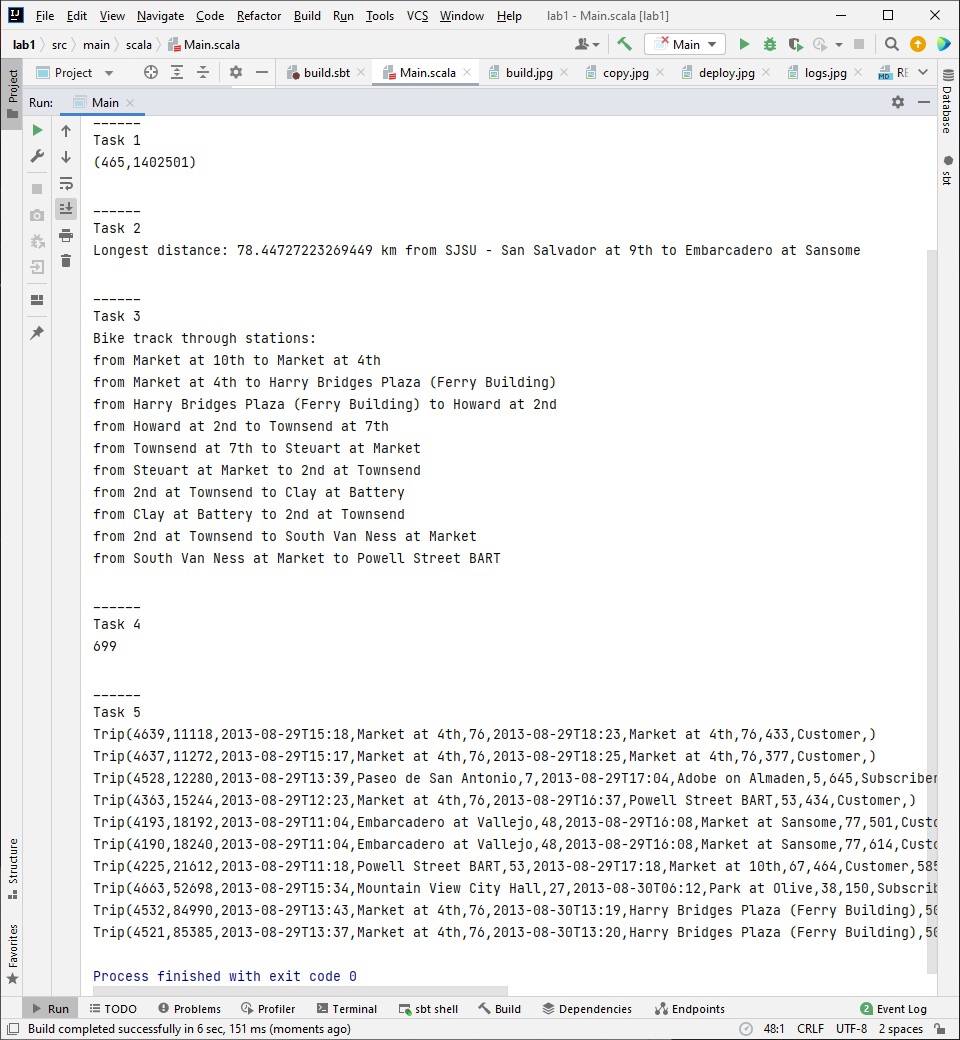 File Edit View Navigate Code Refactor Build Run Tools VCS Window Help lab1 - Main.scala [lab1]
lab1 src main scala Main.scala Main
Project Project build.sbt Main.scala build.jpg copy.jpg deploy.jpg logs.jpg MD RE
Run: Main
Database
sbt
------
Task 1
(465,1402501)
------
Task 2
Longest distance: 78.44727223269449 km from SJSU - San Salvador at 9th to Embarcadero at Sansome
------
Task 3
Bike track through stations:
from Market at 10th to Market at 4th
from Market at 4th to Harry Bridges Plaza (Ferry Building)
from Harry Bridges Plaza (Ferry Building) to Howard at 2nd
from Howard at 2nd to Townsend at 7th
from Townsend at 7th to Steuart at Market
from Steuart at Market to 2nd at Townsend
from 2nd at Townsend to Clay at Battery
from Clay at Battery to 2nd at Townsend
from 2nd at Townsend to South Van Ness at Market
from South Van Ness at Market to Powell Street BART
------
Task 4
699
------
Task 5
Trip(4639,11118,2013-08-29T15:18,Market at 4th,76,2013-08-29T18:23,Market at 4th,76,433,Customer,)
Trip(4637,11272,2013-08-29T15:17,Market at 4th,76,2013-08-29T18:25,Market at 4th,76,377,Customer,)
Trip(4528,12280,2013-08-29T13:39,Paseo de San Antonio,7,2013-08-29T17:04,Adobe on Almaden,5,645,Subscriber
Trip(4363,15244,2013-08-29T12:23,Market at 4th,76,2013-08-29T16:37,Powell Street BART,53,434,Customer,)
Trip(4193,18192,2013-08-29T11:04,Embarcadero at Vallejo,48,2013-08-29T16:08,Market at Sansome,77,501,Custo
Trip(4190,18240,2013-08-29T11:04,Embarcadero at Vallejo,48,2013-08-29T16:08,Market at Sansome,77,614,Custo
Trip(4225,21612,2013-08-29T11:18,Powell Street BART,53,2013-08-29T17:18,Market at 10th,67,464,Customer,585
Trip(4663,52698,2013-08-29T15:34,Mountain View City Hall,27,2013-08-30T06:12,Park at Olive,38,150,Subscrib
Trip(4532,84990,2013-08-29T13:43,Market at 4th,76,2013-08-30T13:19,Harry Bridges Plaza (Ferry Building),50
Trip(4521,85385,2013-08-29T13:37,Market at 4th,76,2013-08-30T13:20,Harry Bridges Plaza (Ferry Building),50
Process finished with exit code 0
Structure
Favorites
Run TODO Problems Profiler Terminal sbt shell Build Dependencies Endpoints 2 Event Log
Build completed successfully in 6 sec, 151 ms (moments ago) 48:1 CRLF UTF-8 2 spaces